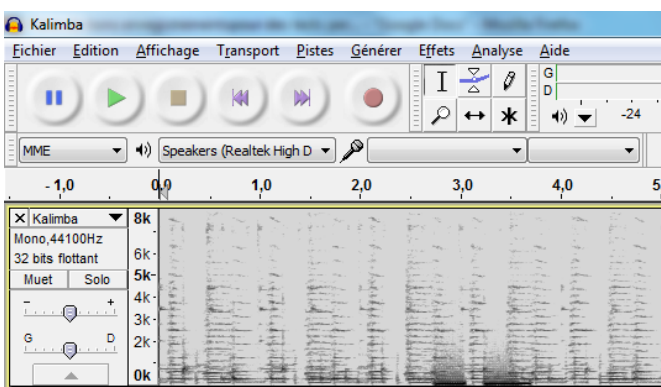 Kalimba
Fichier Edition Affichage Transport Pistes Générer Effets Analyse Aide
G
D
-24
MME Speakers (Realtek High D
-1,0 0,0 1,0 2,0 3,0 4,0 5
X Kalimba
Mono,44100Hz
32 bits flottant
Muet Solo
- +
G D
8k
6k
5k
4k
3k
2k
0k